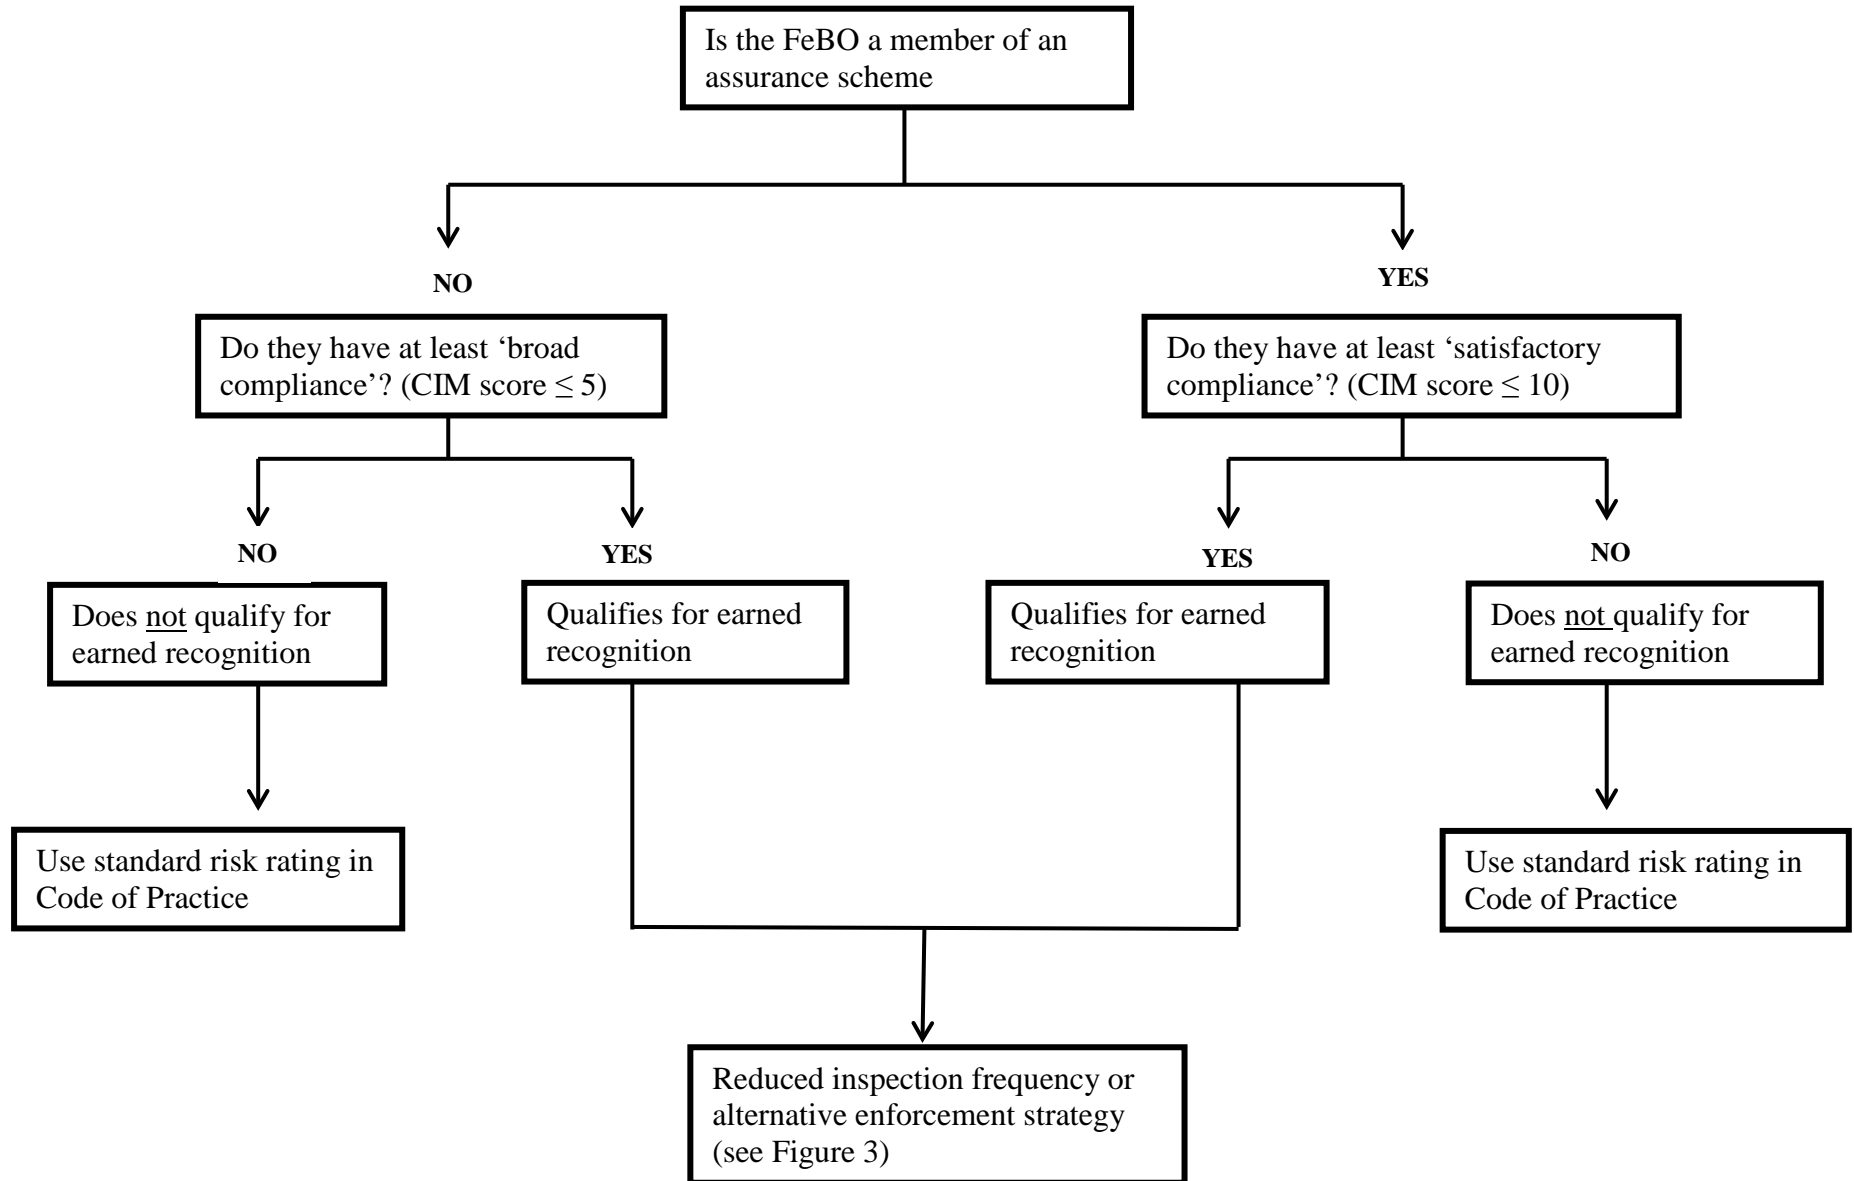 Is the FeBO a member of an
assurance scheme
NO
YES
Do they have at least ‘broad
compliance’? (CIM score ≤ 5)
Do they have at least ‘satisfactory
compliance’? (CIM score ≤ 10)
NO
YES
YES
NO
Does not qualify for
earned recognition
Qualifies for earned
recognition
Qualifies for earned
recognition
Does not qualify for
earned recognition
Use standard risk rating in
Code of Practice
Use standard risk rating in
Code of Practice
Reduced inspection frequency or
alternative enforcement strategy
(see Figure 3)